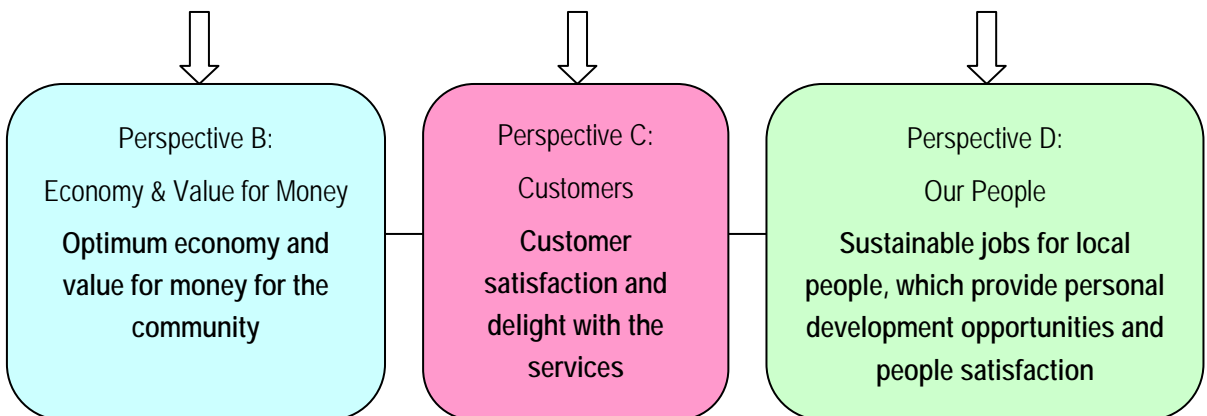 Perspective B:
Economy & Value for Money
Optimum economy and
value for money for the
community
Perspective C:
Customers
Customer
satisfaction and
delight with the
services
Perspective D:
Our People
Sustainable jobs for local
people, which provide personal
development opportunities and
people satisfaction